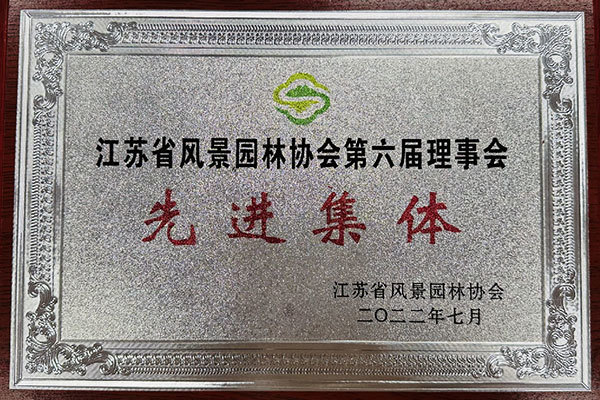 江苏省风景园林协会第六届理事会
先进集体
江苏省风景园林协会
二〇二二年七月